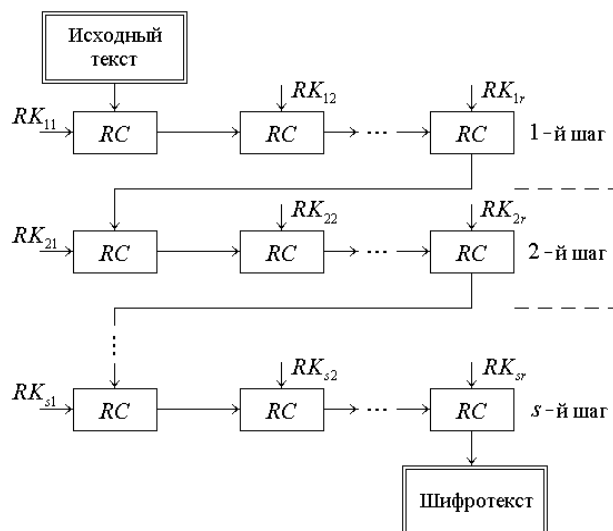 Исходный
текст
RK₁₂ RK₁ᵣ
RK₁₁ RC RC ... RC 1-й шаг
RK₂₂ RK₂ᵣ
RK₂₁ RC RC ... RC 2-й шаг
...
RKₛ₂ RKₛᵣ
RKₛ₁ RC RC ... RC s-й шаг
Шифротекст